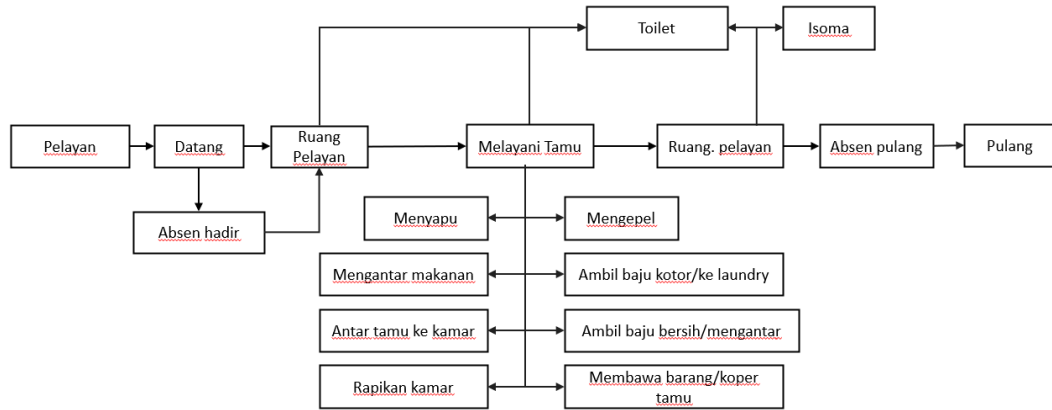 Toilet
Isoma
Pelayan
Datang
Ruang
Pelayan
Melayani Tamu
Ruang. pelayan
Absen pulang
Pulang
Absen hadir
Menyapu
Mengepel
Mengantar makanan
Ambil baju kotor/ke laundry
Antar tamu ke kamar
Ambil baju bersih/mengantar
Rapikan kamar
Membawa barang/koper
tamu